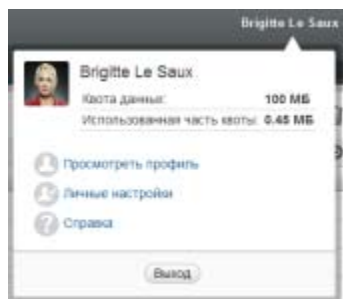 Brigitte Le Saux
Brigitte Le Saux
Квота данных: 100 МБ
Использованная часть квоты: 0.45 МБ
Просмотреть профиль
Личные настройки
Справка
Выход